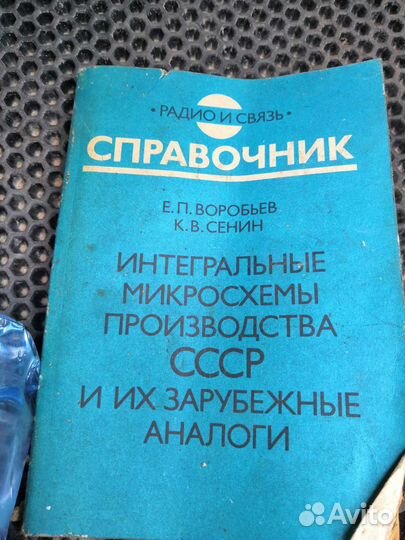 • РАДИО И СВЯЗЬ •
СПРАВОЧНИК
Е.П.ВОРОБЬЕВ
К.В.СЕНИН
ИНТЕГРАЛЬНЫЕ
МИКРОСХЕМЫ
ПРОИЗВОДСТВА
СССР
И ИХ ЗАРУБЕЖНЫЕ
АНАЛОГИ
Avito